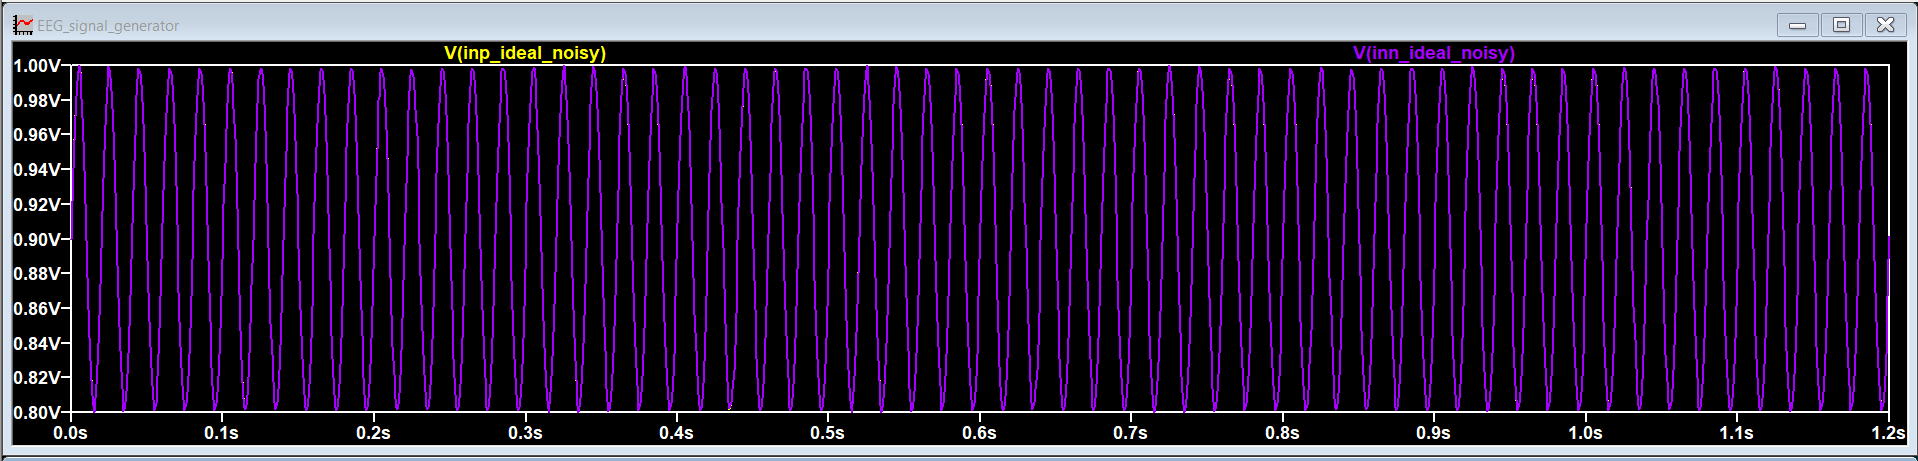 EEG_signal_generator
V(inp_ideal_noisy) V(inn_ideal_noisy)
1.00V
0.98V
0.96V
0.94V
0.92V
0.90V
0.88V
0.86V
0.84V
0.82V
0.80V
0.0s 0.1s 0.2s 0.3s 0.4s 0.5s 0.6s 0.7s 0.8s 0.9s 1.0s 1.1s 1.2s